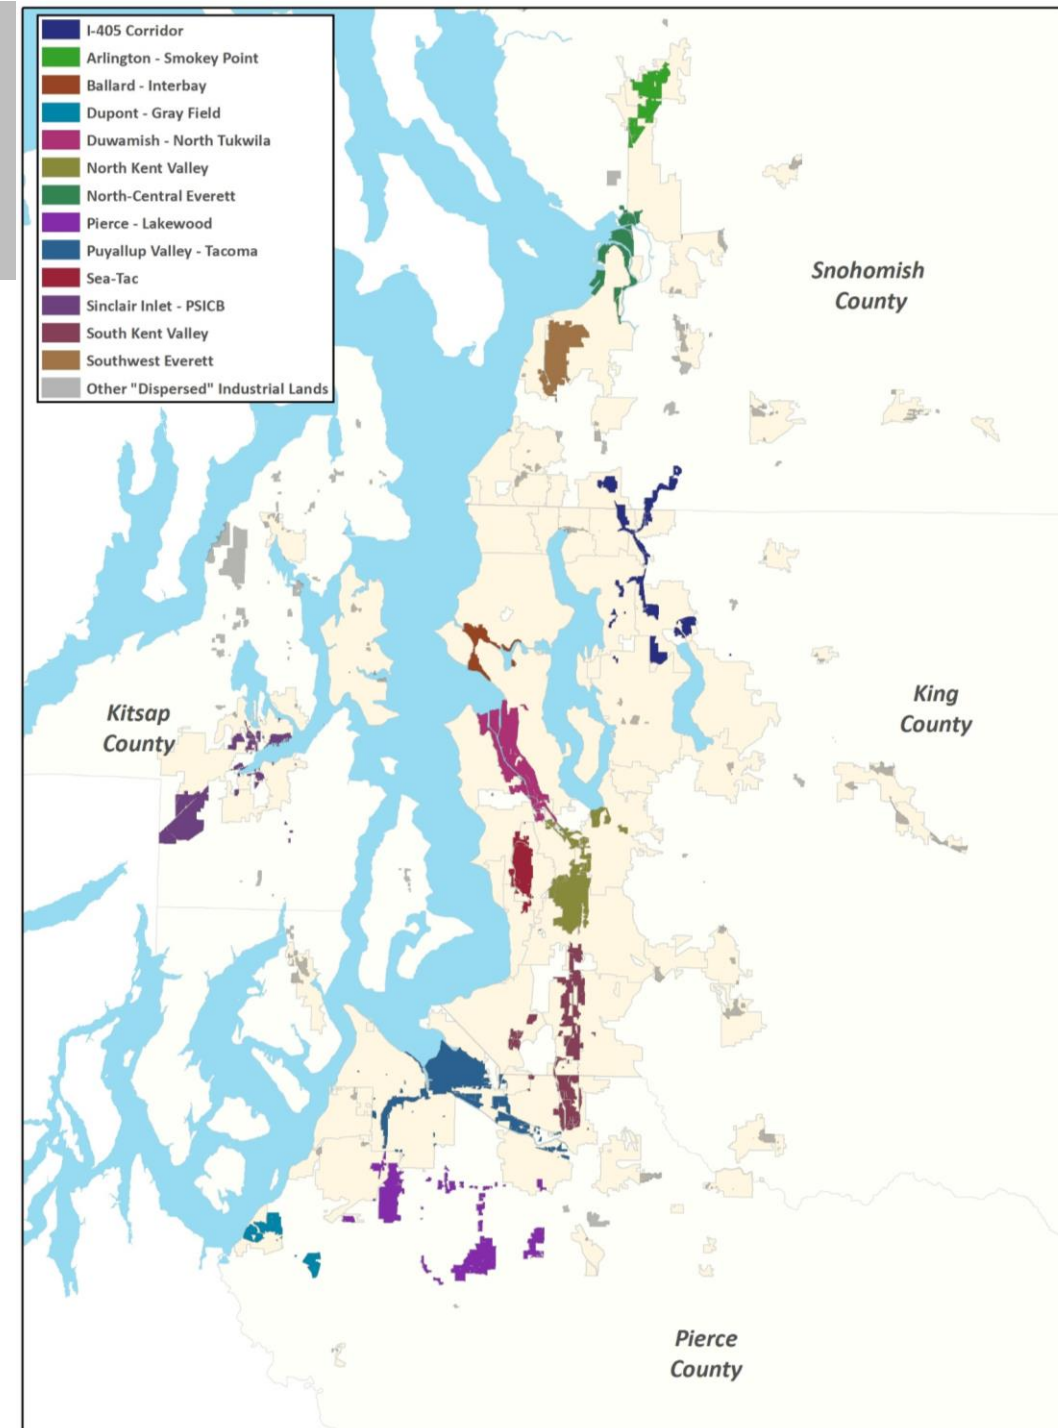 I-405 Corridor
Arlington - Smokey Point
Ballard - Interbay
Dupont - Gray Field
Duwamish - North Tukwila
North Kent Valley
North-Central Everett
Pierce - Lakewood
Puyallup Valley - Tacoma
Sea-Tac
Sinclair Inlet - PSICB
South Kent Valley
Southwest Everett
Other "Dispersed" Industrial Lands
Snohomish
County
King
County
Kitsap
County
Pierce
County